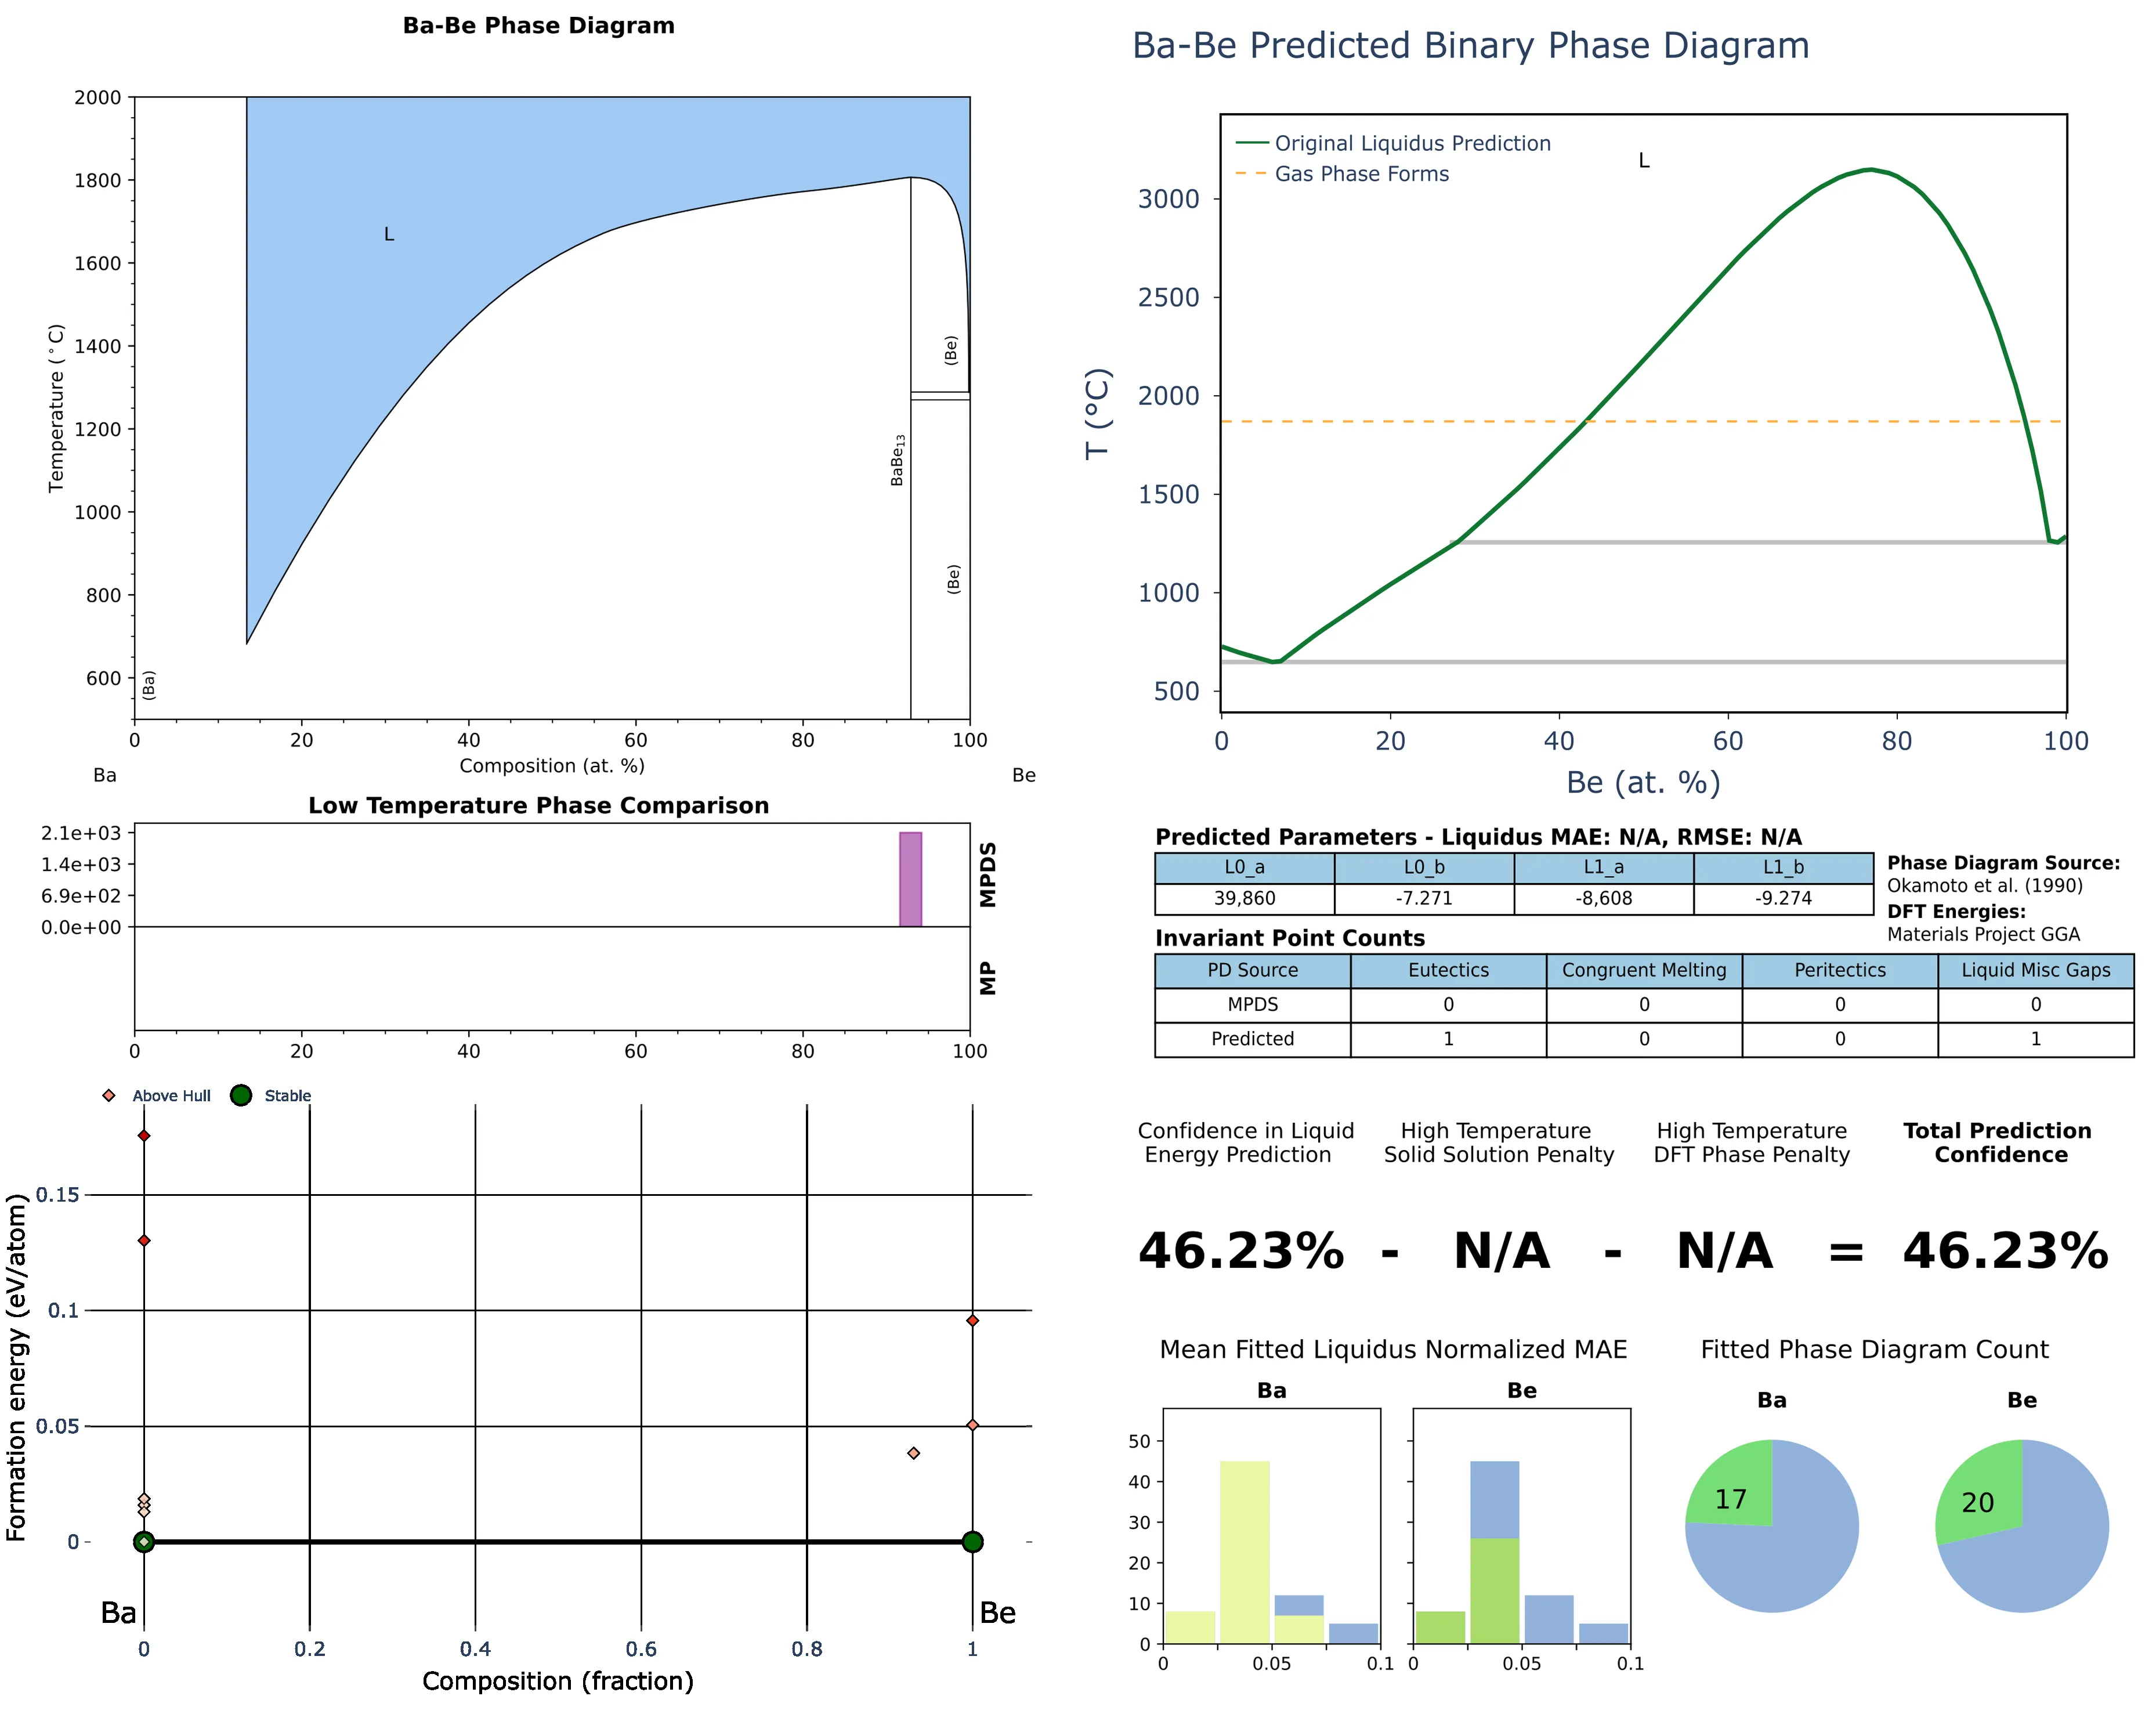 Ba-Be Phase Diagram
2000
1800
1600
1400
1200
1000
800
600
Temperature (°C)
L
(Be)
BaBe13
(Be)
(Ba)
0 20 40 60 80 100
Composition (at. %)
Ba Be
Low Temperature Phase Comparison
2.1e+03
1.4e+03
6.9e+02
0.0e+00
MPDS
MP
0 20 40 60 80 100
Above Hull Stable
0.15
0.1
0.05
0
Formation energy (eV/atom)
Ba Be
0 0.2 0.4 0.6 0.8 1
Composition (fraction)
Ba-Be Predicted Binary Phase Diagram
Original Liquidus Prediction
Gas Phase Forms
L
3000
2500
2000
1500
1000
500
T (°C)
0 20 40 60 80 100
Be (at. %)
Predicted Parameters - Liquidus MAE: N/A, RMSE: N/A
L0_a L0_b L1_a L1_b
39,860 -7.271 -8,608 -9.274
Phase Diagram Source:
Okamoto et al. (1990)
DFT Energies:
Materials Project GGA
Invariant Point Counts
PD Source Eutectics Congruent Melting Peritectics Liquid Misc Gaps
MPDS 0 0 0 0
Predicted 1 0 0 1
Confidence in Liquid
Energy Prediction
High Temperature
Solid Solution Penalty
High Temperature
DFT Phase Penalty
Total Prediction
Confidence
46.23% - N/A - N/A = 46.23%
Mean Fitted Liquidus Normalized MAE
Ba Be
50
40
30
20
10
0
0 0.05 0.1 0 0.05 0.1
Fitted Phase Diagram Count
Ba Be
17 20